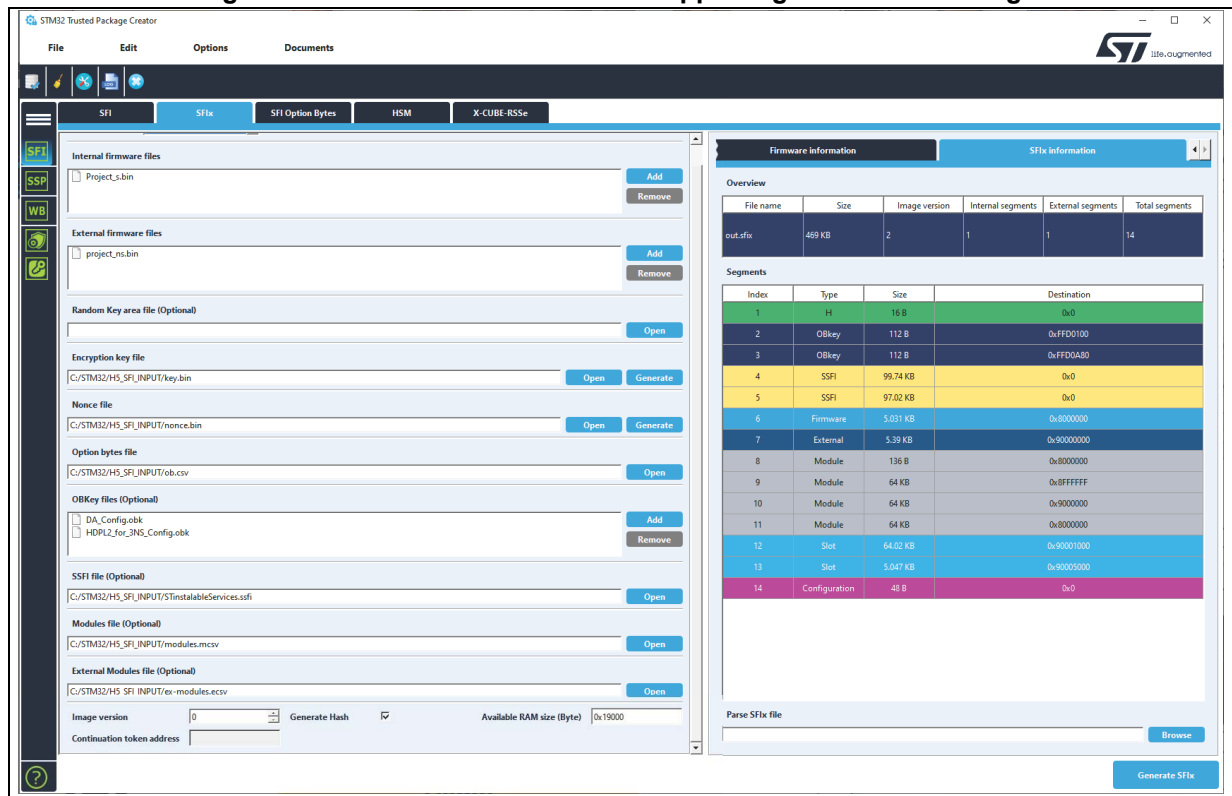 STM32 Trusted Package Creator
File Edit Options Documents
life.augmented
SFI SFIx SFI Option Bytes HSM X-CUBE-RSSe
SFI
SSP
WB
Internal firmware files
Project_s.bin
Add
Remove
External firmware files
project_ns.bin
Add
Remove
Random Key area file (Optional)
Open
Encryption key file
C:/STM32/H5_SFI_INPUT/key.bin Open Generate
Nonce file
C:/STM32/H5_SFI_INPUT/nonce.bin Open Generate
Option bytes file
C:/STM32/H5_SFI_INPUT/ob.csv Open
OBKey files (Optional)
DA_Config.obk Add
HDPL2_for_3NS_Config.obk
Remove
SSFI file (Optional)
C:/STM32/H5_SFI_INPUT/STinstalableServices.ssfi Open
Modules file (Optional)
C:/STM32/H5_SFI_INPUT/modules.mcsv Open
External Modules file (Optional)
C:/STM32/H5_SFI_INPUT/ex-modules.ecsv Open
Image version 0 Generate Hash Available RAM size (Byte) 0x19000
Continuation token address
Firmware information SFIx information
Overview
File name Size Image version Internal segments External segments Total segments
out.sfix 469 KB 2 1 1 14
Segments
Index Type Size Destination
1 H 16 B 0x0
2 OBkey 112 B 0xFFD0100
3 OBkey 112 B 0xFFD0A80
4 SSFI 99.74 KB 0x0
5 SSFI 97.02 KB 0x0
6 Firmware 5.031 KB 0x8000000
7 External 5.39 KB 0x90000000
8 Module 136 B 0x8000000
9 Module 64 KB 0x8FFFFFF
10 Module 64 KB 0x9000000
11 Module 64 KB 0x8000000
12 Slot 64.02 KB 0x90001000
13 Slot 5.047 KB 0x90005000
14 Configuration 48 B 0x0
Parse SFIx file
Browse
Generate SFIx